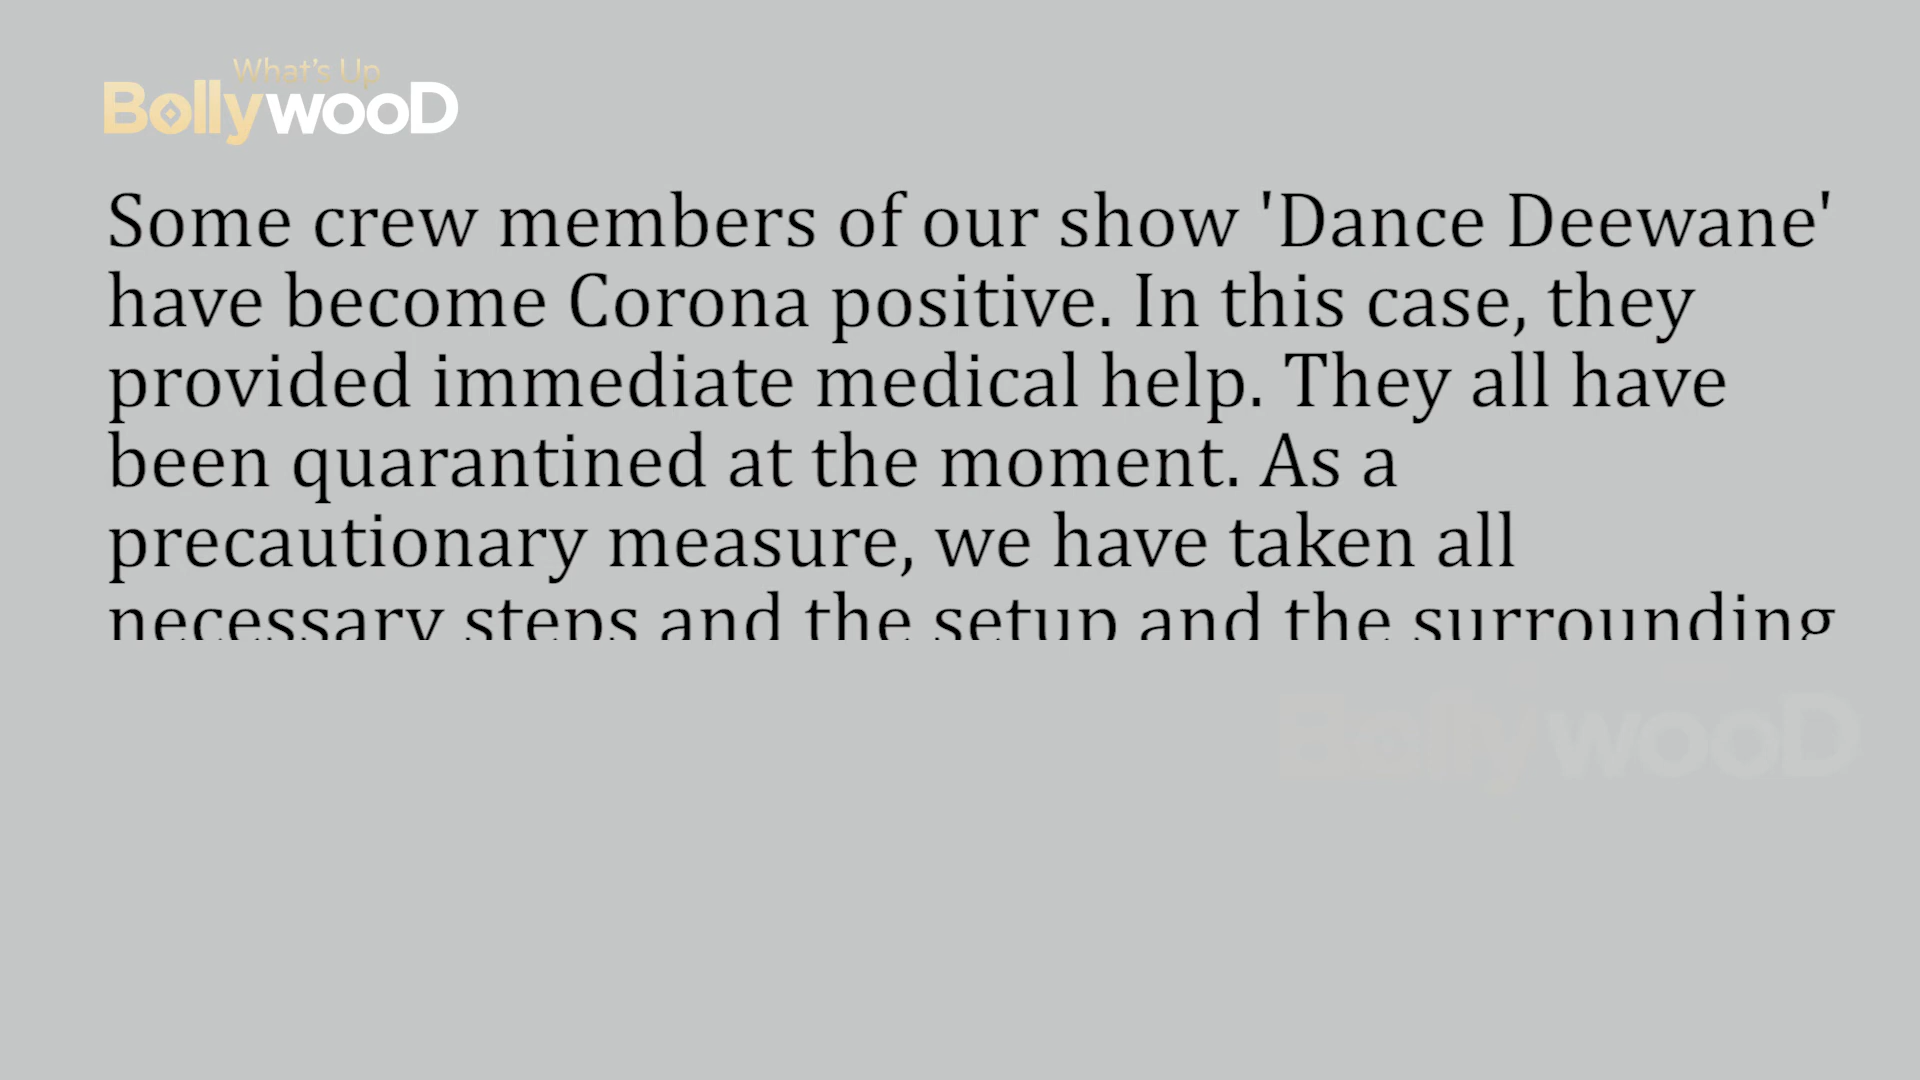 What's Up
BollywooD
Some crew members of our show 'Dance Deewane'
have become Corona positive. In this case, they
provided immediate medical help. They all have
been quarantined at the moment. As a
precautionary measure, we have taken all
necessary steps and the setup and the surrounding
BollywooD